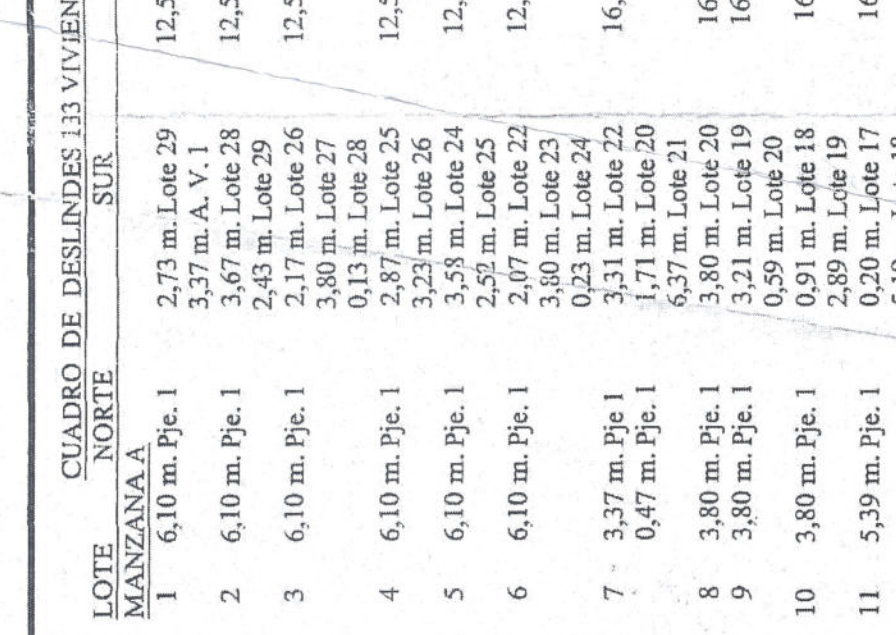 CUADRO DE DESLINDES 133 VIVIEN
LOTE NORTE SUR
MANZANA A
1 6,10 m. Pje. 1 2,73 m. Lote 29 12,5
3,37 m. A. V. 1
2 6,10 m. Pje. 1 3,67 m. Lote 28 12,5
2,43 m. Lote 29
3 6,10 m. Pje. 1 2,17 m. Lote 26 12,5
3,80 m. Lote 27
0,13 m. Lote 28
4 6,10 m. Pje. 1 2,87 m. Lote 25 12,5
3,23 m. Lote 26
5 6,10 m. Pje. 1 3,58 m. Lote 24 12,
2,52 m. Lote 25
6 6,10 m. Pje. 1 2,07 m. Lote 22 12,
3,80 m. Lote 23
0,23 m. Lote 24
7 3,37 m. Pje 1 3,31 m. Lote 22 16,
0,47 m. Pje. 1 1,71 m. Lote 20
6,37 m. Lote 21
8 3,80 m. Pje. 1 3,80 m. Lote 20 16
9 3,80 m. Pje. 1 3,21 m. Lote 19 16
0,59 m. Lote 20
10 3,80 m. Pje. 1 0,91 m. Lote 18 16
2,89 m. Lote 19
11 5,39 m. Pje. 1 0,20 m. Lote 17 16